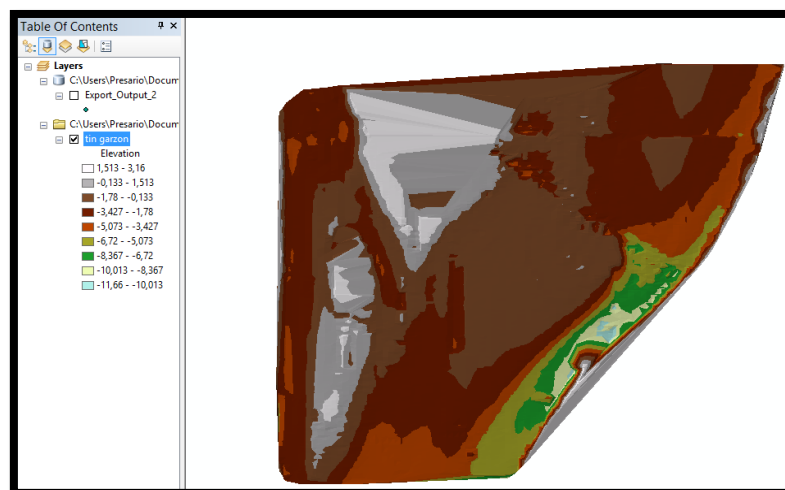 Table Of Contents
Layers
C:\Users\Presario\Docum
Export_Output_2
C:\Users\Presario\Docum
tin garzon
Elevation
1,513 - 3,16
-0,133 - 1,513
-1,78 - -0,133
-3,427 - -1,78
-5,073 - -3,427
-6,72 - -5,073
-8,367 - -6,72
-10,013 - -8,367
-11,66 - -10,013